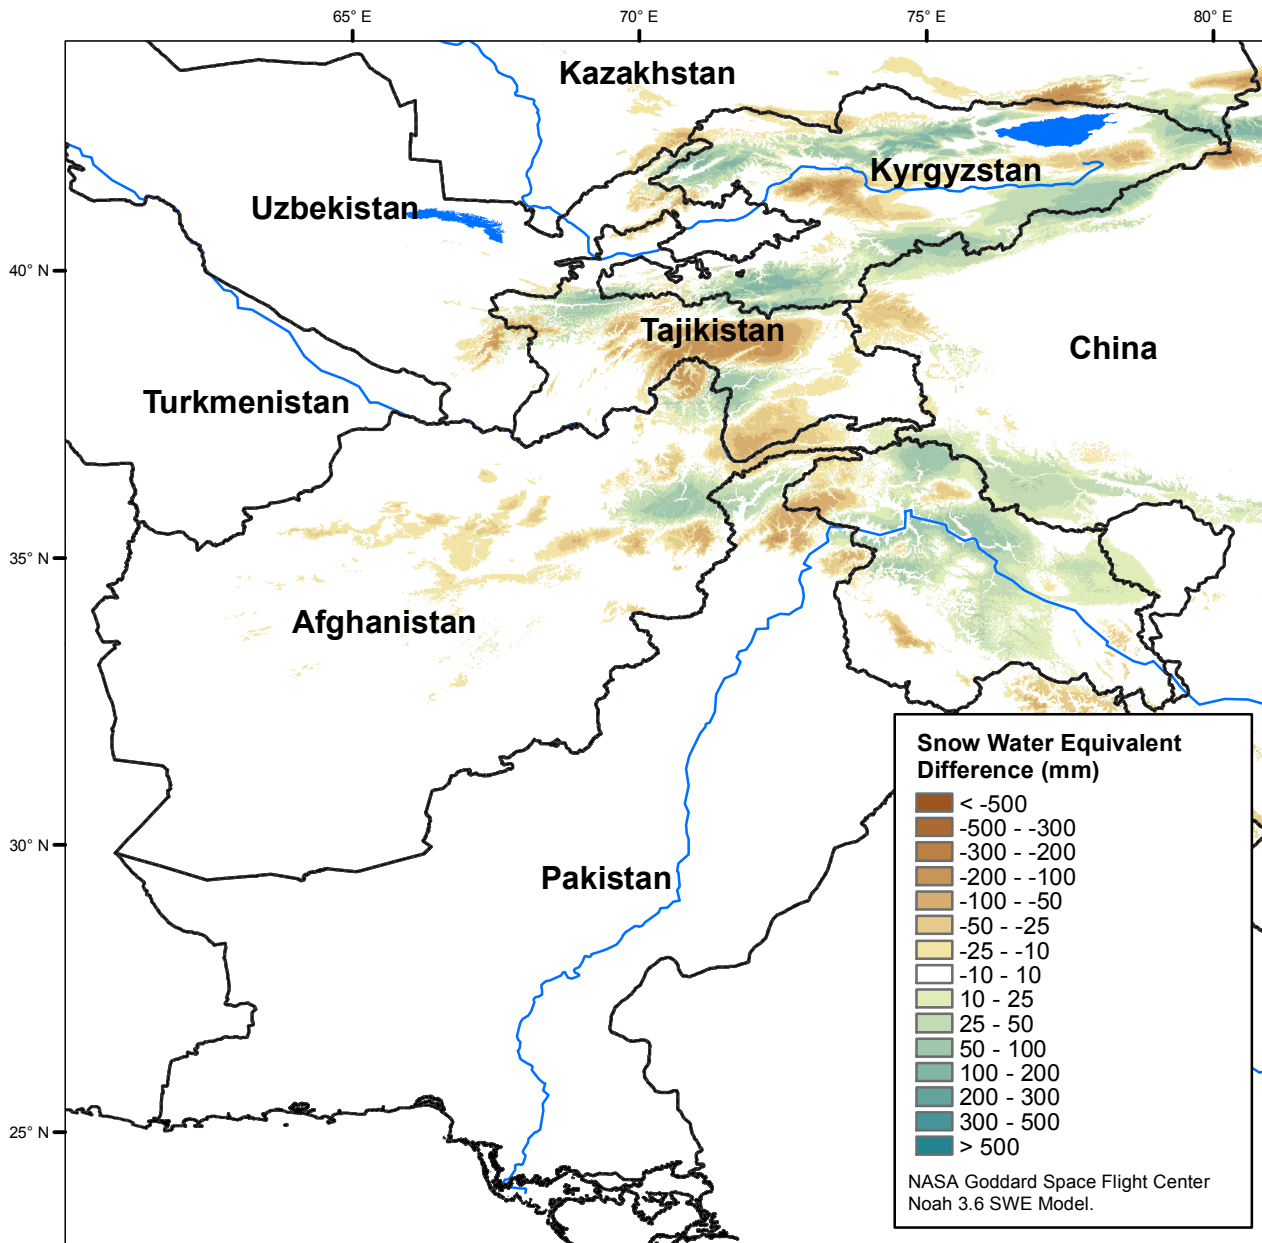 65° E
70° E
75° E
80° E
Kazakhstan
Kyrgyzstan
Uzbekistan
40° N
Tajikistan
China
Turkmenistan
35° N
Afghanistan
Snow Water Equivalent
Difference (mm)
< -500
-500 - -300
-300 - -200
-200 - -100
-100 - -50
-50 - -25
-25 - -10
-10 - 10
10 - 25
25 - 50
50 - 100
100 - 200
200 - 300
300 - 500
> 500
NASA Goddard Space Flight Center
Noah 3.6 SWE Model.
30° N
Pakistan
25° N